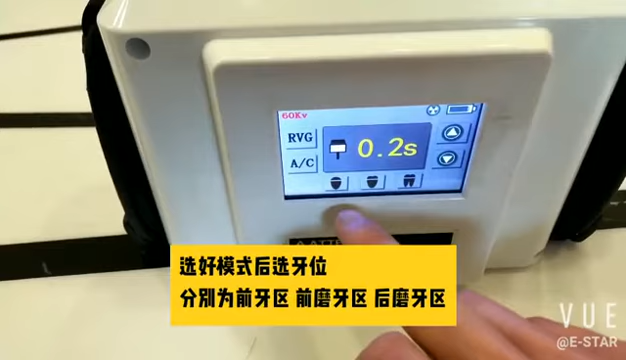 60Kv
RVG
0.2s
A/C
选好模式后选牙位
分别为前牙区 前磨牙区 后磨牙区
VUE
@E-STAR